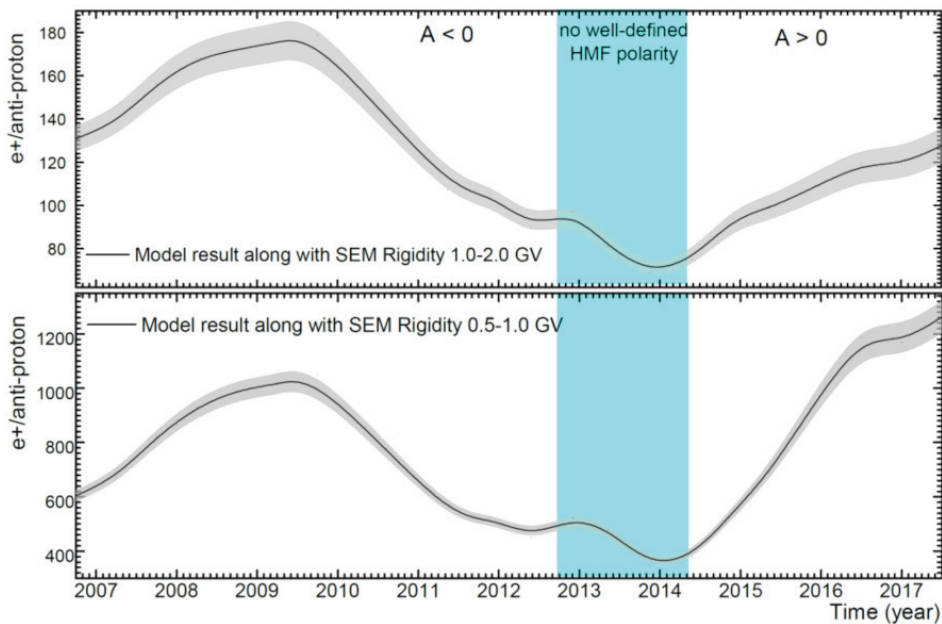 A < 0
no well-defined
HMF polarity
A > 0
e+/anti-proton
180
160
140
120
100
80
Model result along with SEM Rigidity 1.0-2.0 GV
Model result along with SEM Rigidity 0.5-1.0 GV
e+/anti-proton
1200
1000
800
600
400
2007 2008 2009 2010 2011 2012 2013 2014 2015 2016 2017
Time (year)